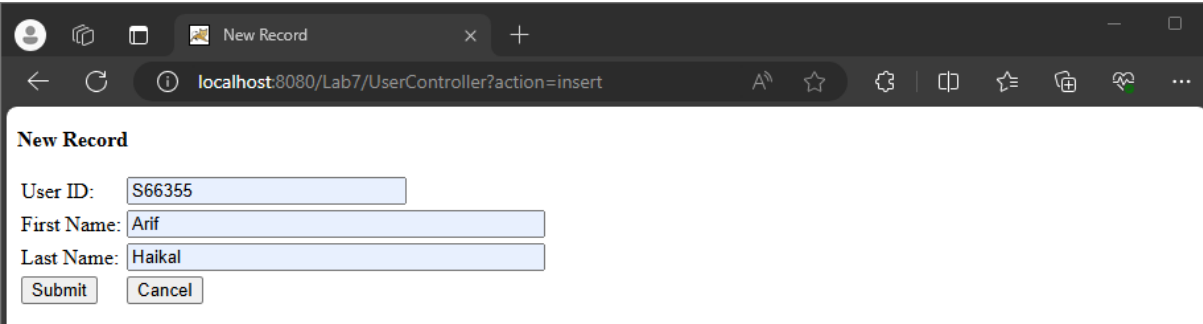 New Record
localhost:8080/Lab7/UserController?action=insert
New Record
User ID: S66355
First Name: Arif
Last Name: Haikal
Submit Cancel